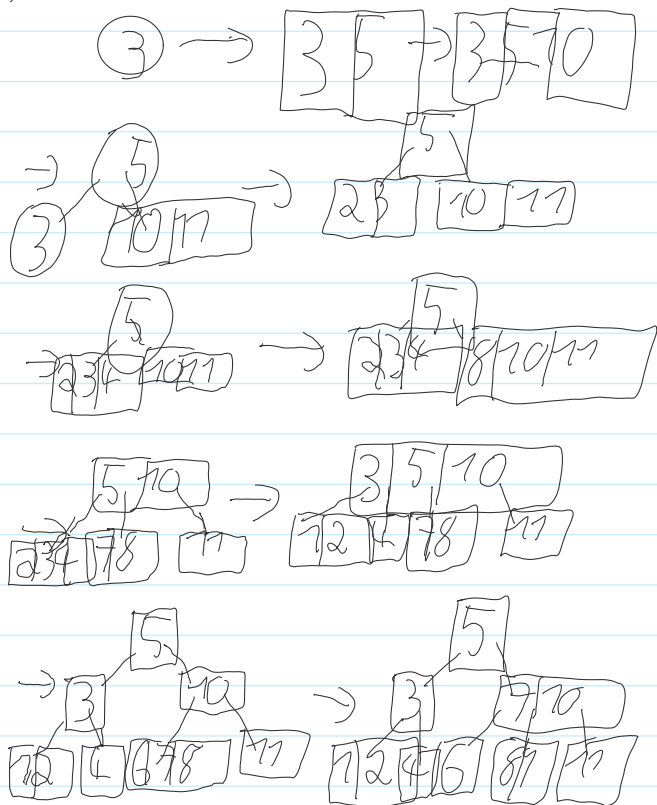 3 → 3 5 → 3 5 10
→ 5 → 5
3 10 11 2 3 10 11
5 → 5
→ 2 3 4 10 11 2 3 4 8 10 11
5 10 → 3 5 10
→ 2 3 4 7 8 11 1 2 4 7 8 11
5 5
→ 3 10 → 3 7 10
1 2 4 6 7 8 11 1 2 4 6 8 9 11